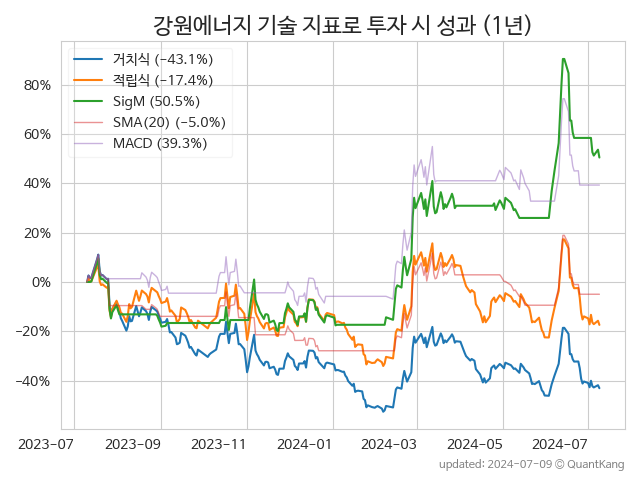 강원에너지 기술 지표로 투자 시 성과 (1년)
거치식 (-43.1%)
적립식 (-17.4%)
SigM (50.5%)
SMA(20) (-5.0%)
MACD (39.3%)
80%
60%
40%
20%
0%
-20%
-40%
2023-07 2023-09 2023-11 2024-01 2024-03 2024-05 2024-07
updated: 2024-07-09 © QuantKang